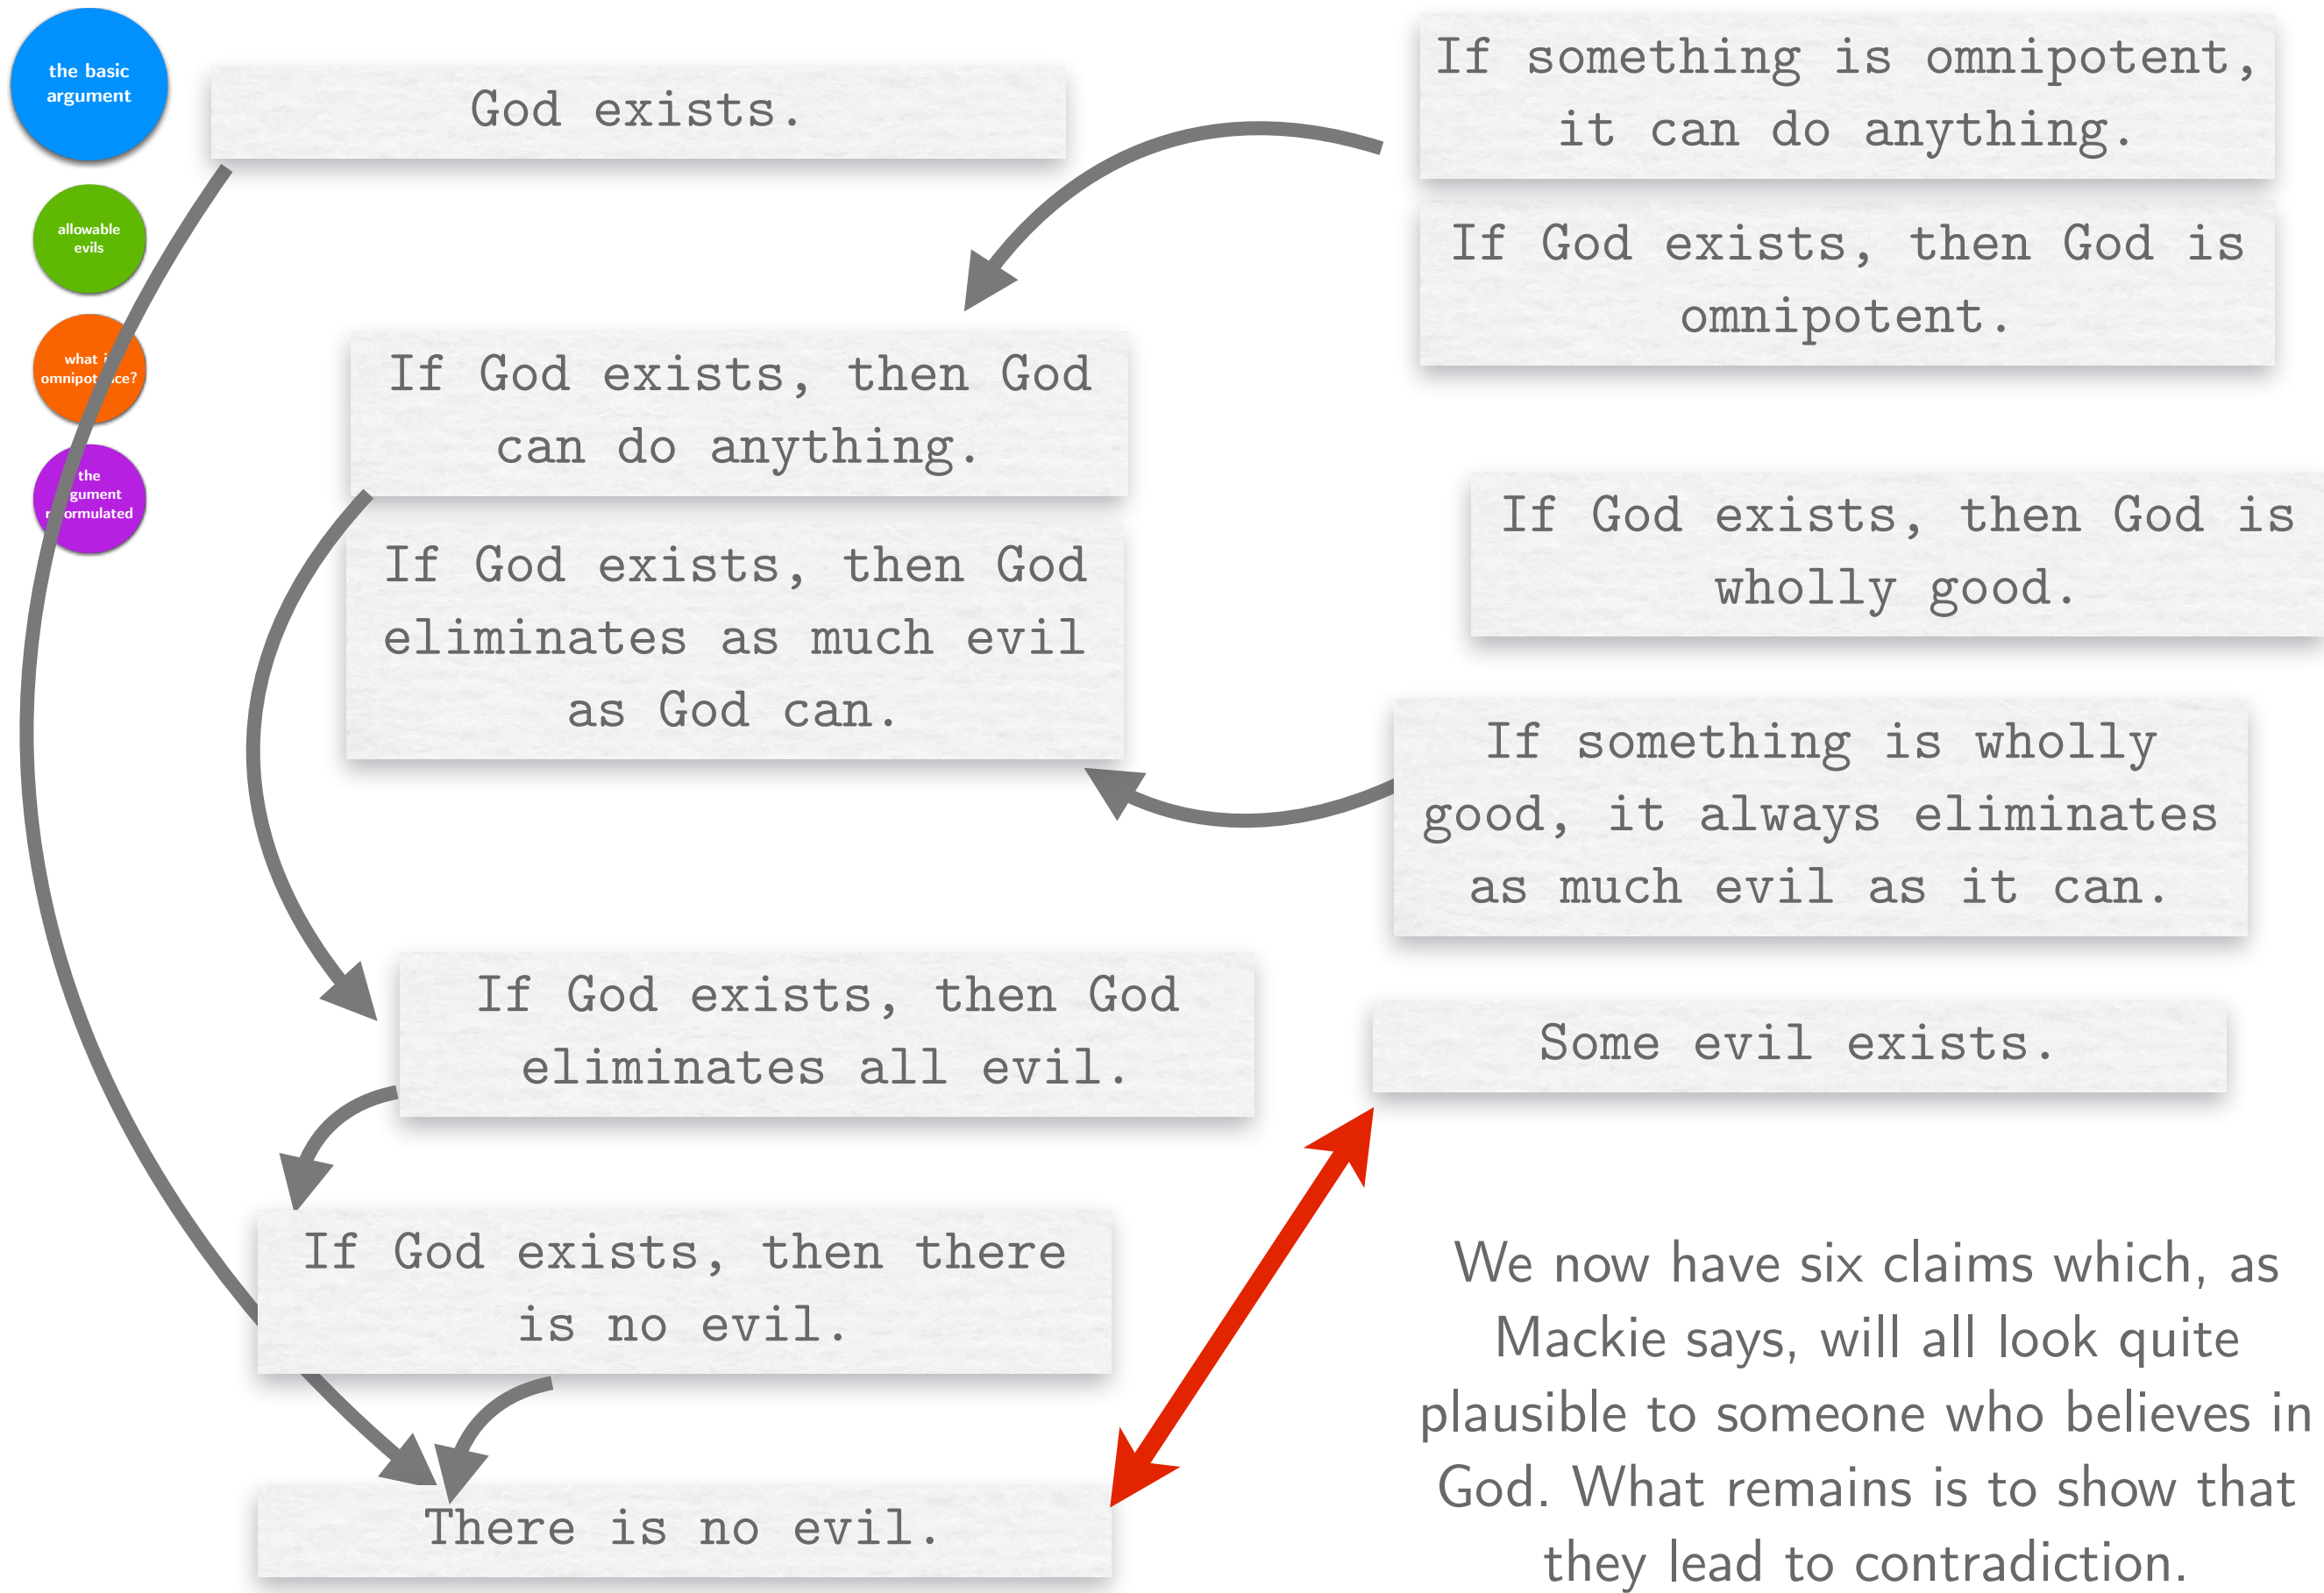 the basic
argument
allowable
evils
what i
omnipot nce?
the
gument
r ormulated
God exists.
If something is omnipotent,
it can do anything.
If God exists, then God is
omnipotent.
If God exists, then God
can do anything.
If God exists, then God
eliminates as much evil
as God can.
If God exists, then God is
wholly good.
If something is wholly
good, it always eliminates
as much evil as it can.
If God exists, then God
eliminates all evil.
Some evil exists.
If God exists, then there
is no evil.
There is no evil.
We now have six claims which, as
Mackie says, will all look quite
plausible to someone who believes in
God. What remains is to show that
they lead to contradiction.